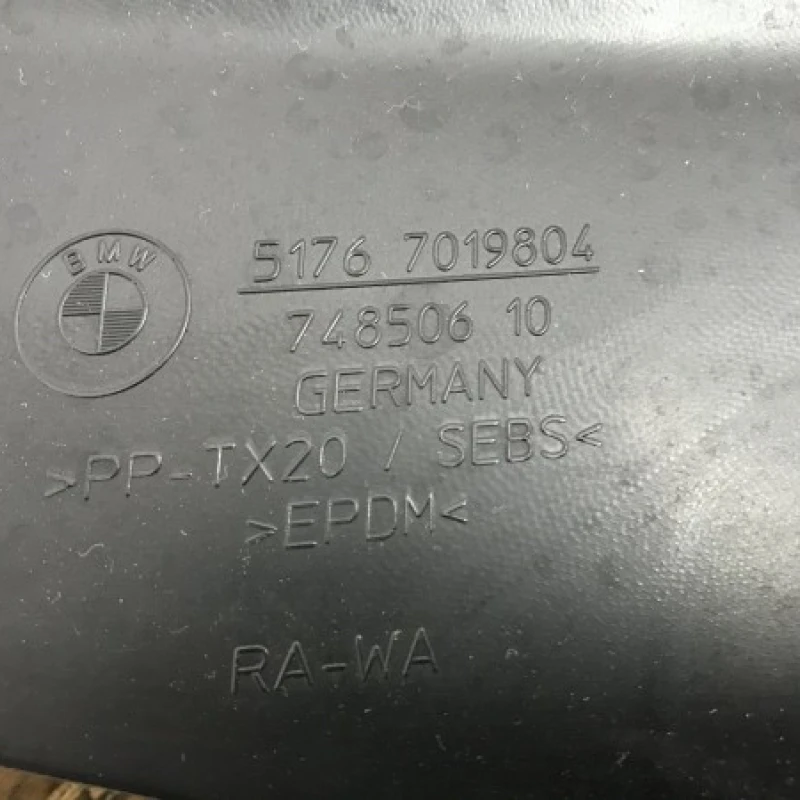 BMW
5176 7019804
748506 10
GERMANY
>PP-TX20 / SEBS<
>EPDM<
RA-WA